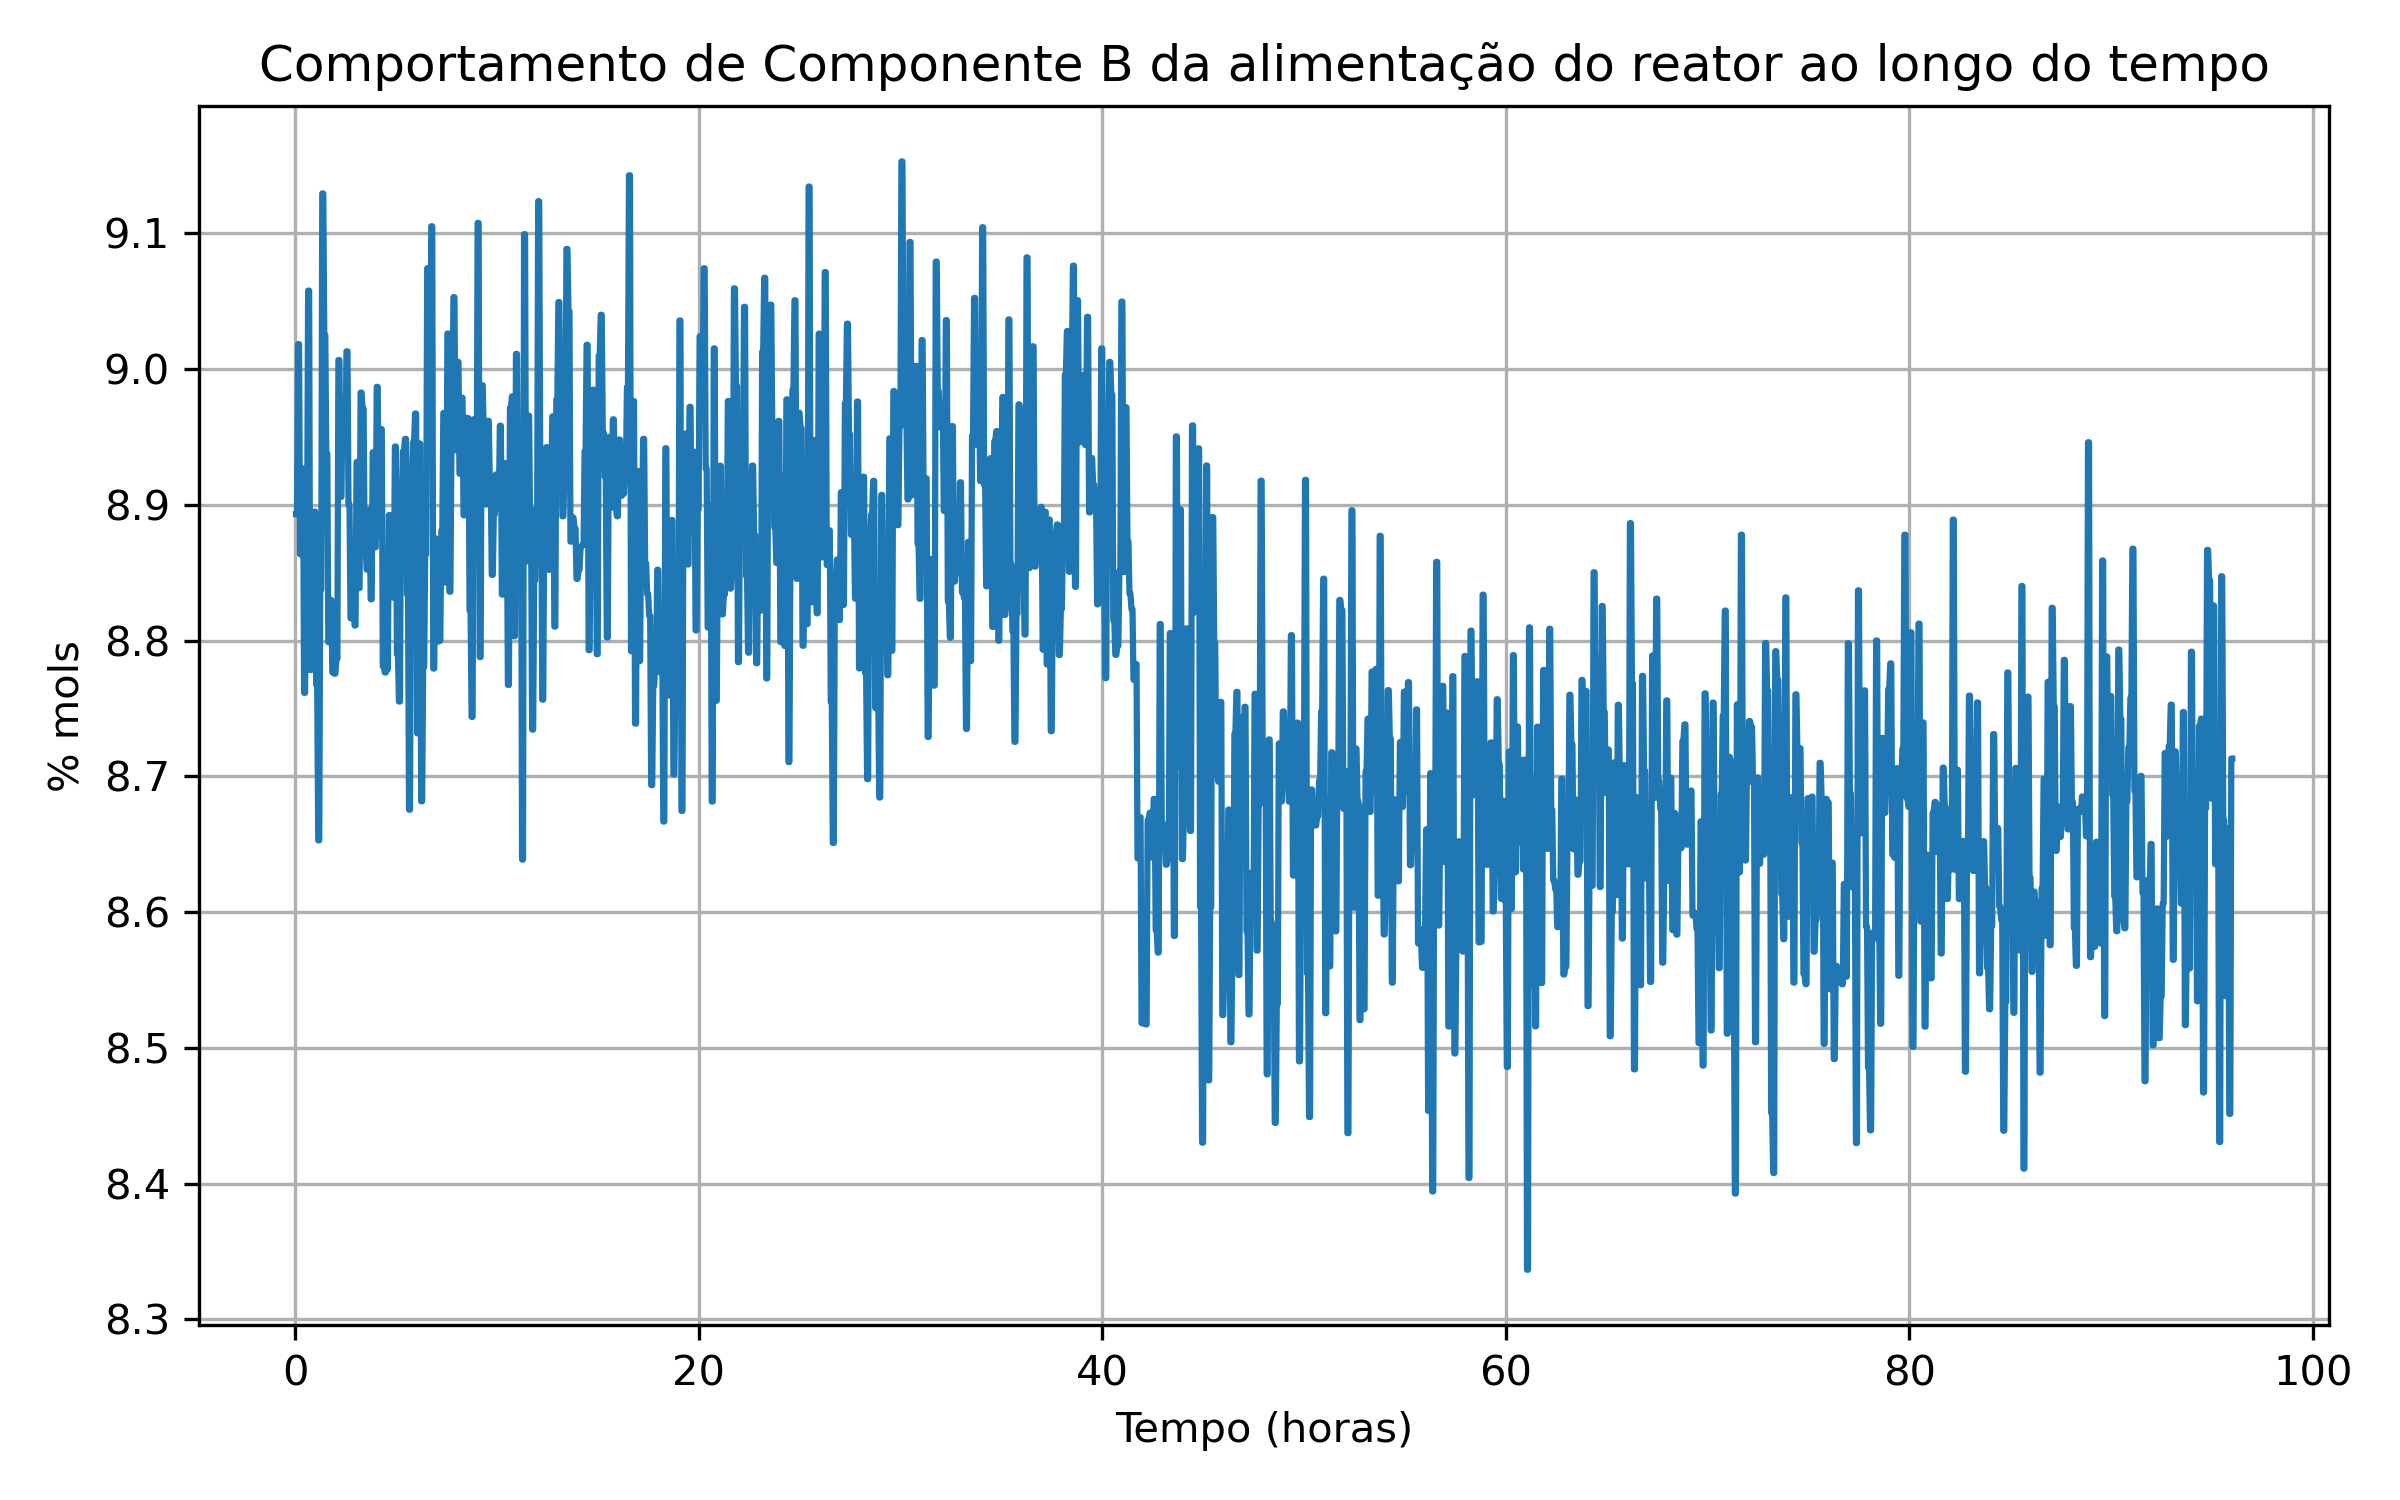 Comportamento de Componente B da alimentação do reator ao longo do tempo
% mols
9.1
9.0
8.9
8.8
8.7
8.6
8.5
8.4
8.3
0 20 40 60 80 100
Tempo (horas)